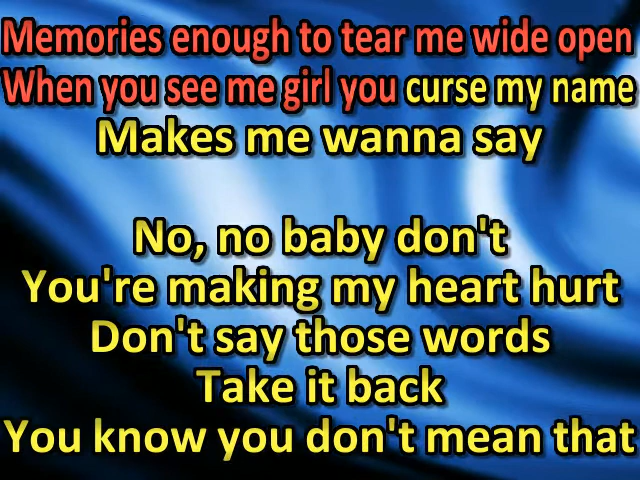 Memories enough to tear me wide open
When you see me girl you curse my name
Makes me wanna say
No, no baby don't
You're making my heart hurt
Don't say those words
Take it back
You know you don't mean that